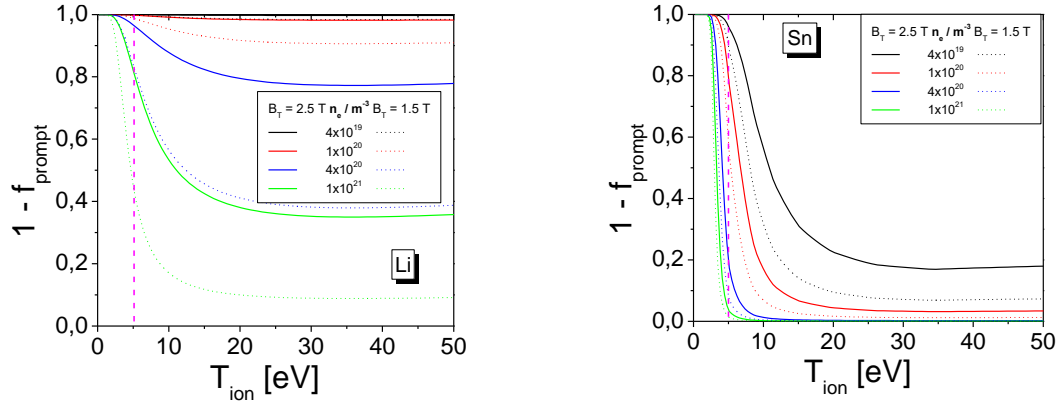 1 - f_prompt
1,0
0,8
0,6
0,4
0,2
0,0
B_T = 2.5 T n_e / m^-3 B_T = 1.5 T
4x10^19
1x10^20
4x10^20
1x10^21
Li
0 10 20 30 40 50
T_ion [eV]
1 - f_prompt
1,0
0,8
0,6
0,4
0,2
0,0
Sn
B_T = 2.5 T n_e / m^-3 B_T = 1.5 T
4x10^19
1x10^20
4x10^20
1x10^21
0 10 20 30 40 50
T_ion [eV]